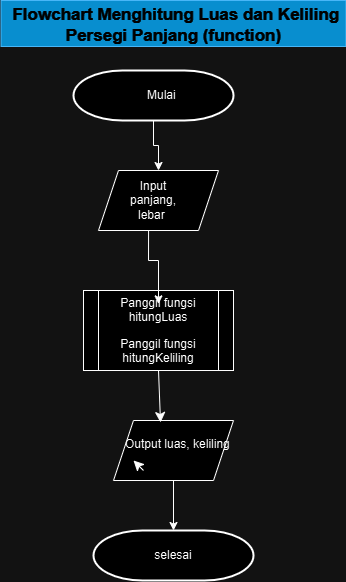 Flowchart Menghitung Luas dan Keliling
Persegi Panjang (function)
Mulai
Input
panjang,
lebar
Panggil fungsi
hitungLuas
Panggil fungsi
hitungKeliling
Output luas, keliling
selesai